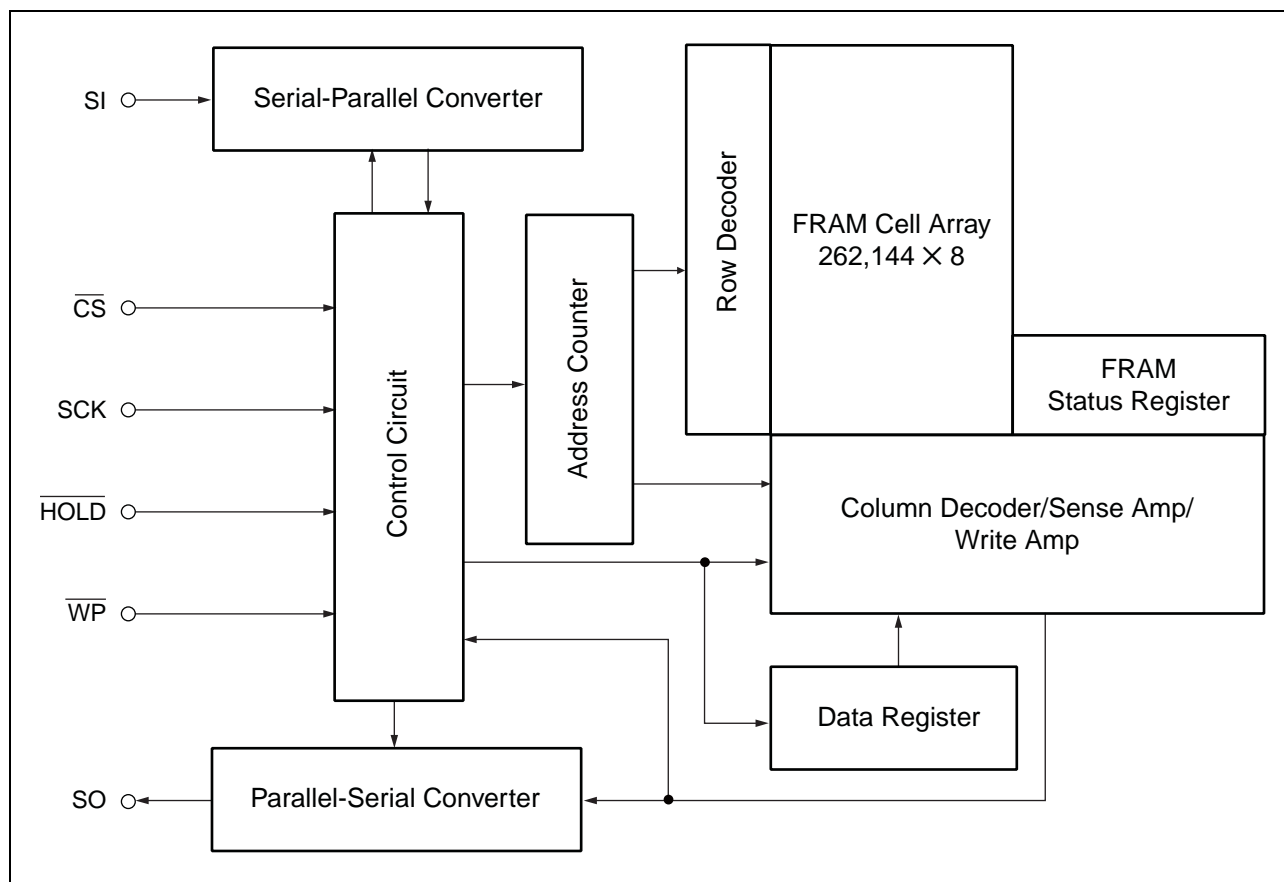 SI
Serial-Parallel Converter
CS
SCK
HOLD
WP
Control Circuit
Address Counter
Row Decoder
FRAM Cell Array
262,144 ✕ 8
FRAM
Status Register
Column Decoder/Sense Amp/
Write Amp
Data Register
SO
Parallel-Serial Converter